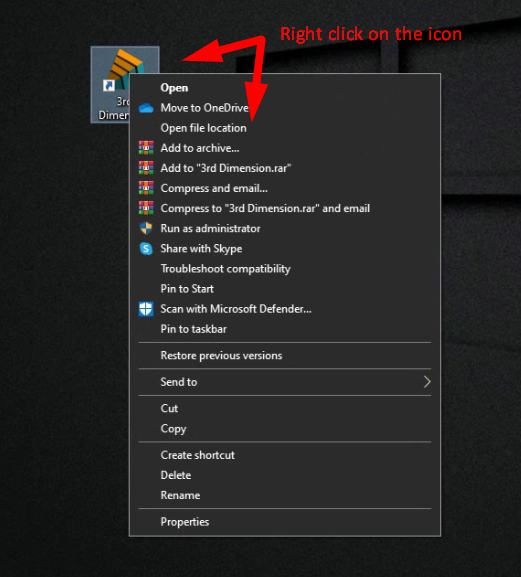 Right click on the icon
3rd
Dimen
Open
Move to OneDrive
Open file location
Add to archive...
Add to "3rd Dimension.rar"
Compress and email...
Compress to "3rd Dimension.rar" and email
Run as administrator
Share with Skype
Troubleshoot compatibility
Pin to Start
Scan with Microsoft Defender...
Pin to taskbar
Restore previous versions
Send to
Cut
Copy
Create shortcut
Delete
Rename
Properties